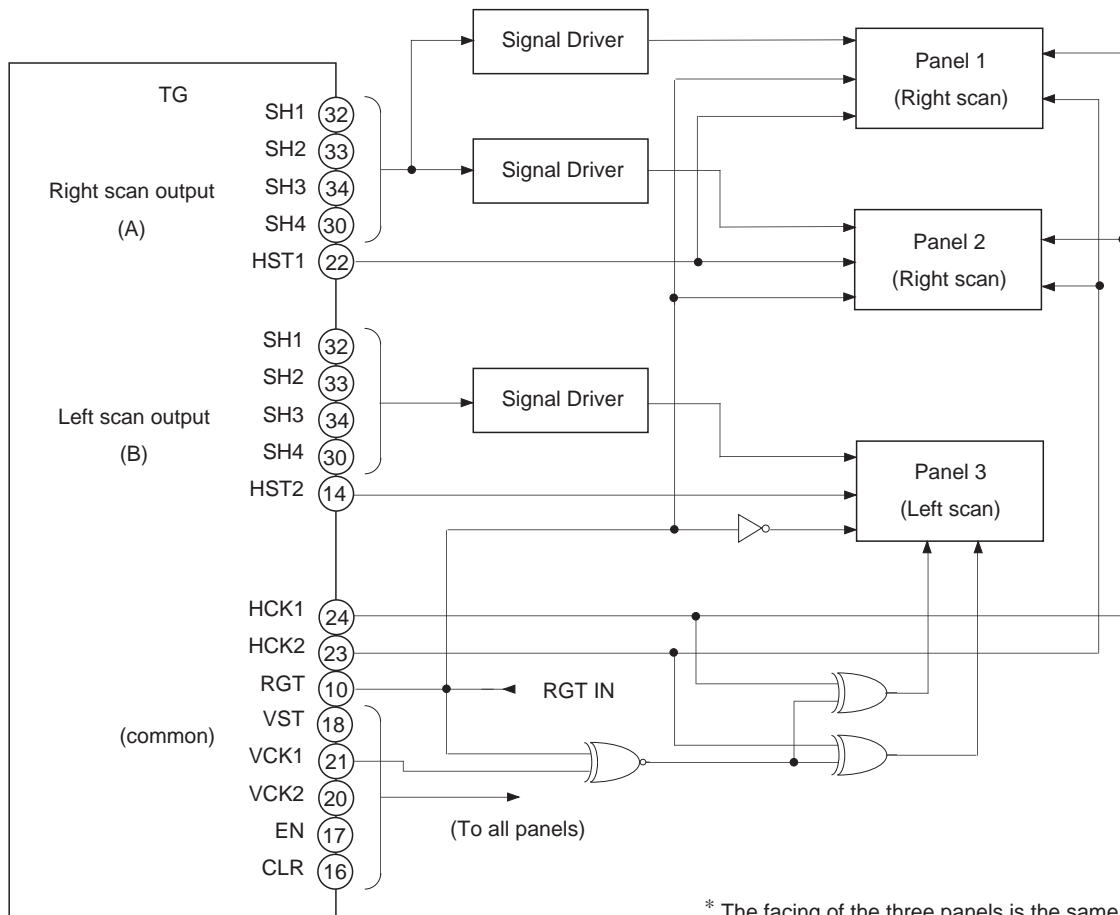 Signal Driver
Panel 1
(Right scan)
TG
SH1 32
SH2 33
SH3 34
SH4 30
HST1 22
Right scan output
(A)
Signal Driver
Panel 2
(Right scan)
SH1 32
SH2 33
SH3 34
SH4 30
HST2 14
Left scan output
(B)
Signal Driver
Panel 3
(Left scan)
HCK1 24
HCK2 23
RGT 10
RGT IN
VST 18
(common)
VCK1 21
VCK2 20
EN 17
CLR 16
(To all panels)
* The facing of the three panels is the same